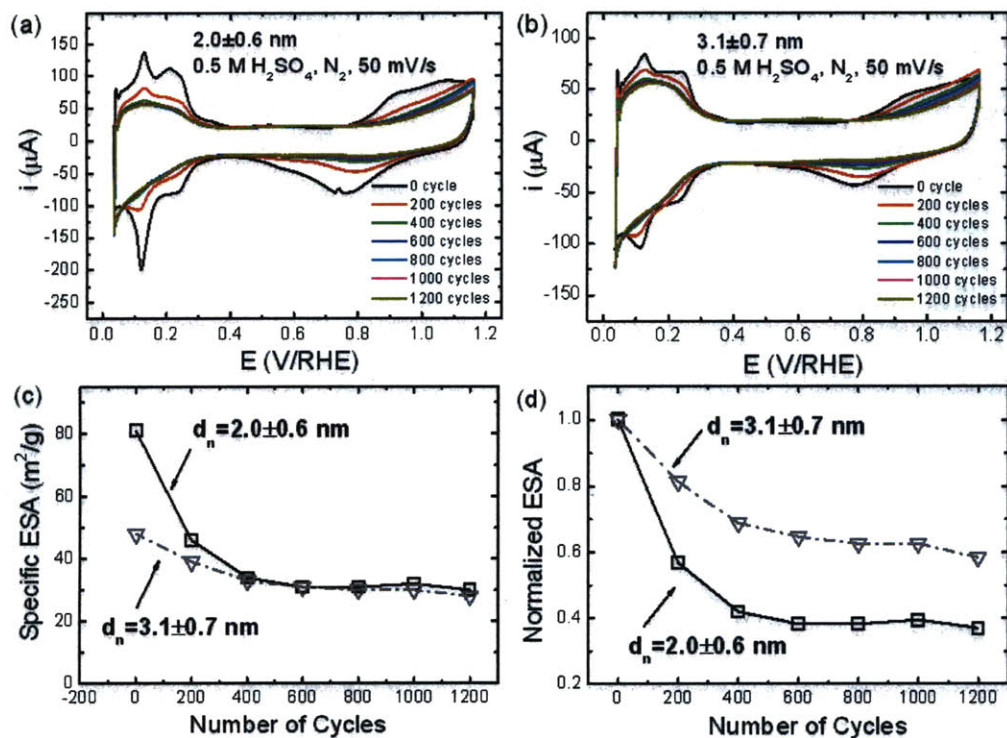 (a)
2.0±0.6 nm
0.5 M H₂SO₄, N₂, 50 mV/s
150
100
50
0
-50
-100
-150
-200
-250
i (μA)
0 cycle
200 cycles
400 cycles
600 cycles
800 cycles
1000 cycles
1200 cycles
0.0 0.2 0.4 0.6 0.8 1.0 1.2
E (V/RHE)
(b)
3.1±0.7 nm
0.5 M H₂SO₄, N₂, 50 mV/s
100
50
0
-50
-100
-150
i (μA)
0 cycle
200 cycles
400 cycles
600 cycles
800 cycles
1000 cycles
1200 cycles
0.0 0.2 0.4 0.6 0.8 1.0 1.2
E (V/RHE)
(c)
dₙ=2.0±0.6 nm
80
60
40
20
0
Specific ESA (m²/g)
dₙ=3.1±0.7 nm
-200 0 200 400 600 800 1000 1200
Number of Cycles
(d)
dₙ=3.1±0.7 nm
1.0
0.8
0.6
0.4
0.2
Normalized ESA
dₙ=2.0±0.6 nm
0 200 400 600 800 1000 1200
Number of Cycles